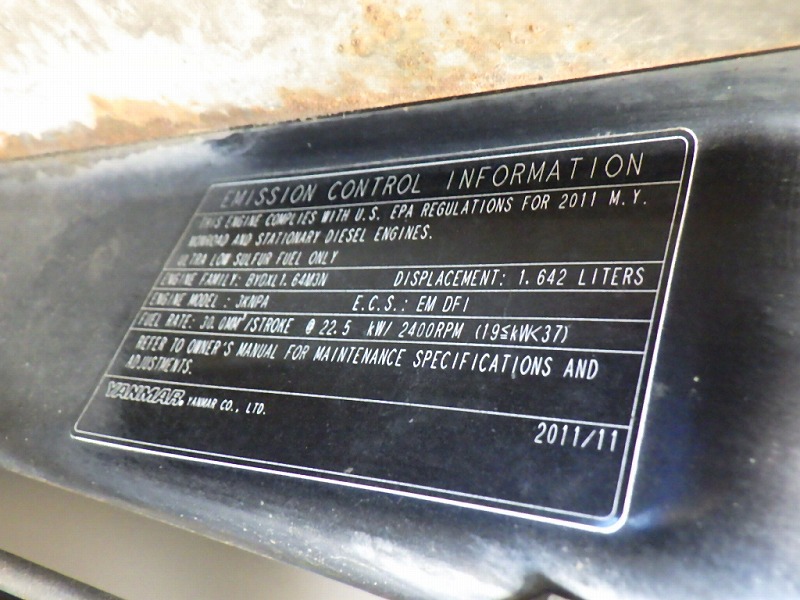 EMISSION CONTROL INFORMATION
THIS ENGINE COMPLIES WITH U.S. EPA REGULATIONS FOR 2011 M.Y.
NONROAD AND STATIONARY DIESEL ENGINES.
ULTRA LOW SULFUR FUEL ONLY
ENGINE FAMILY: BYDXL1.64M3N DISPLACEMENT: 1.642 LITERS
ENGINE MODEL: 3KNPA E.C.S.: EM DFI
FUEL RATE: 30.0MM³/STROKE @ 22.5 kW/ 2400RPM (19≦kW<37)
REFER TO OWNER'S MANUAL FOR MAINTENANCE SPECIFICATIONS AND
ADJUSTMENTS.
YANMAR. YANMAR CO., LTD.
2011/11